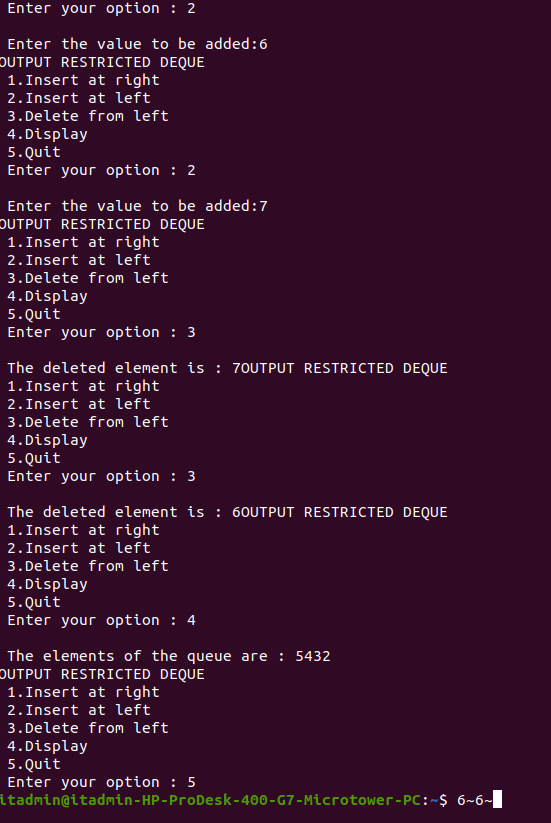 Enter your option : 2
Enter the value to be added:6
OUTPUT RESTRICTED DEQUE
1.Insert at right
2.Insert at left
3.Delete from left
4.Display
5.Quit
Enter your option : 2
Enter the value to be added:7
OUTPUT RESTRICTED DEQUE
1.Insert at right
2.Insert at left
3.Delete from left
4.Display
5.Quit
Enter your option : 3
The deleted element is : 7OUTPUT RESTRICTED DEQUE
1.Insert at right
2.Insert at left
3.Delete from left
4.Display
5.Quit
Enter your option : 3
The deleted element is : 6OUTPUT RESTRICTED DEQUE
1.Insert at right
2.Insert at left
3.Delete from left
4.Display
5.Quit
Enter your option : 4
The elements of the queue are : 5432
OUTPUT RESTRICTED DEQUE
1.Insert at right
2.Insert at left
3.Delete from left
4.Display
5.Quit
Enter your option : 5
itadmin@itadmin-HP-ProDesk-400-G7-Microtower-PC:~$ 6~6~